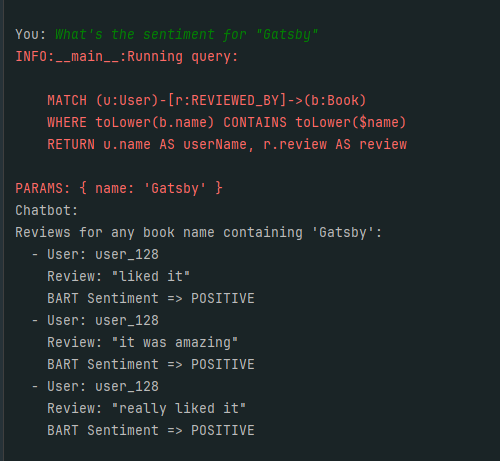 You: What's the sentiment for "Gatsby"
INFO:__main__:Running query:
MATCH (u:User)-[r:REVIEWED_BY]->(b:Book)
WHERE toLower(b.name) CONTAINS toLower($name)
RETURN u.name AS userName, r.review AS review
PARAMS: { name: 'Gatsby' }
Chatbot:
Reviews for any book name containing 'Gatsby':
- User: user_128
Review: "liked it"
BART Sentiment => POSITIVE
- User: user_128
Review: "it was amazing"
BART Sentiment => POSITIVE
- User: user_128
Review: "really liked it"
BART Sentiment => POSITIVE